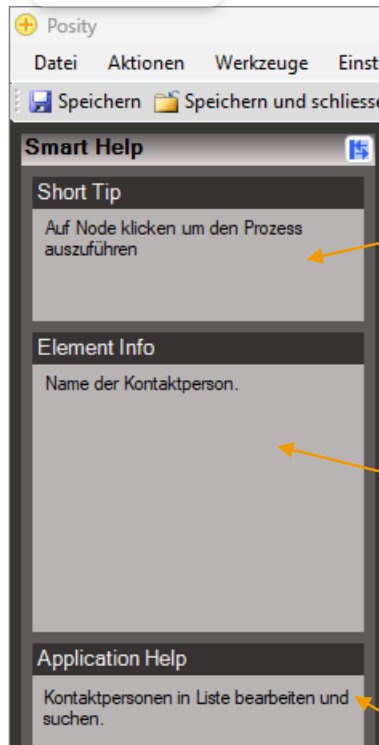 Posity
Datei Aktionen Werkzeuge Einst
Speichern Speichern und schliesse
Smart Help
Short Tip
Auf Node klicken um den Prozess
auszuführen
Element Info
Name der Kontaktperson.
Application Help
Kontaktpersonen in Liste bearbeiten und
suchen.